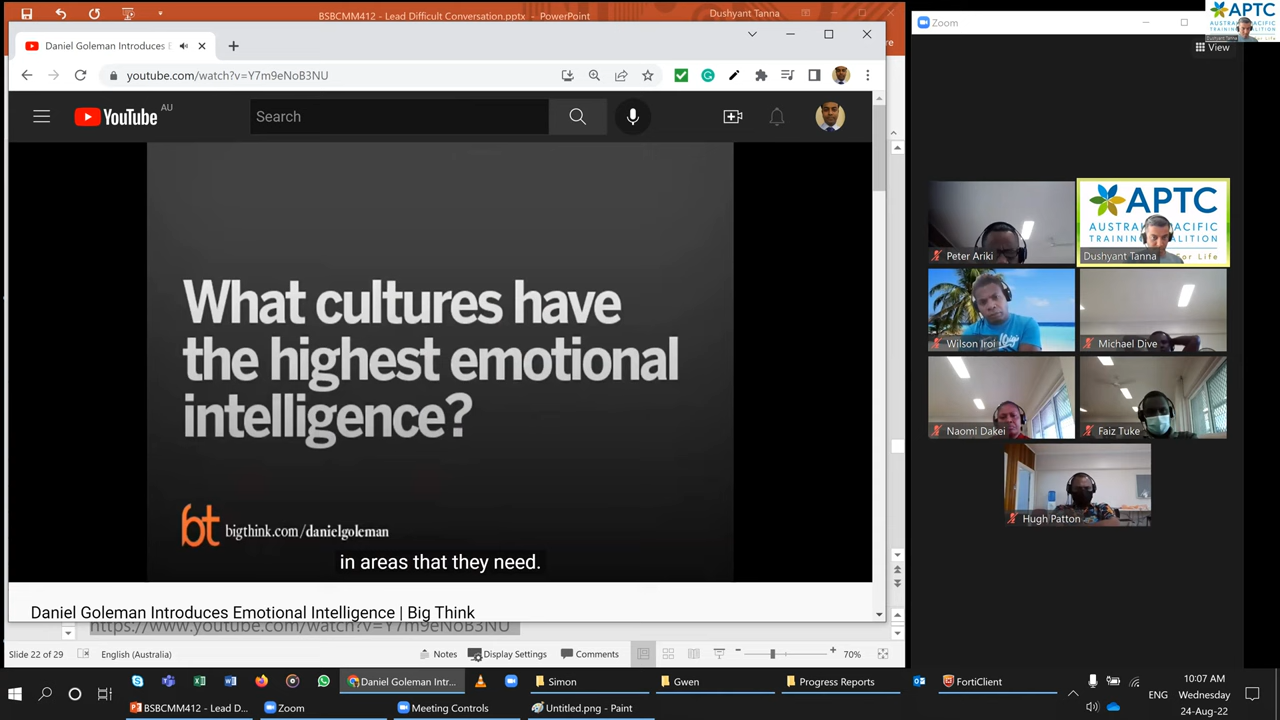 BSBCMM412 - Lead Difficult Conversation.pptx - PowerPoint
Dushyant Tanna
Daniel Goleman Introduces E
youtube.com/watch?v=Y7m9eNoB3NU
YouTube
AU
Search
What cultures have
the highest emotional
intelligence?
bt
bigthink.com/danielgoleman
in areas that they need.
Daniel Goleman Introduces Emotional Intelligence | Big Think
https://www.youtube.com/watch?v=Y7m9eNoB3NU
Slide 22 of 29
English (Australia)
Notes
Display Settings
Comments
70%
Zoom
APTC
View
Peter Ariki
APTC
Dushyant Tanna
For Life
Wilson Iroi
Michael Dive
Naomi Dakei
Faiz Tuke
Hugh Patton
Daniel Goleman Intr...
Simon
Gwen
Progress Reports
FortiClient
BSBCMM412 - Lead D...
Zoom
Meeting Controls
Untitled.png - Paint
ENG
10:07 AM
Wednesday
24-Aug-22